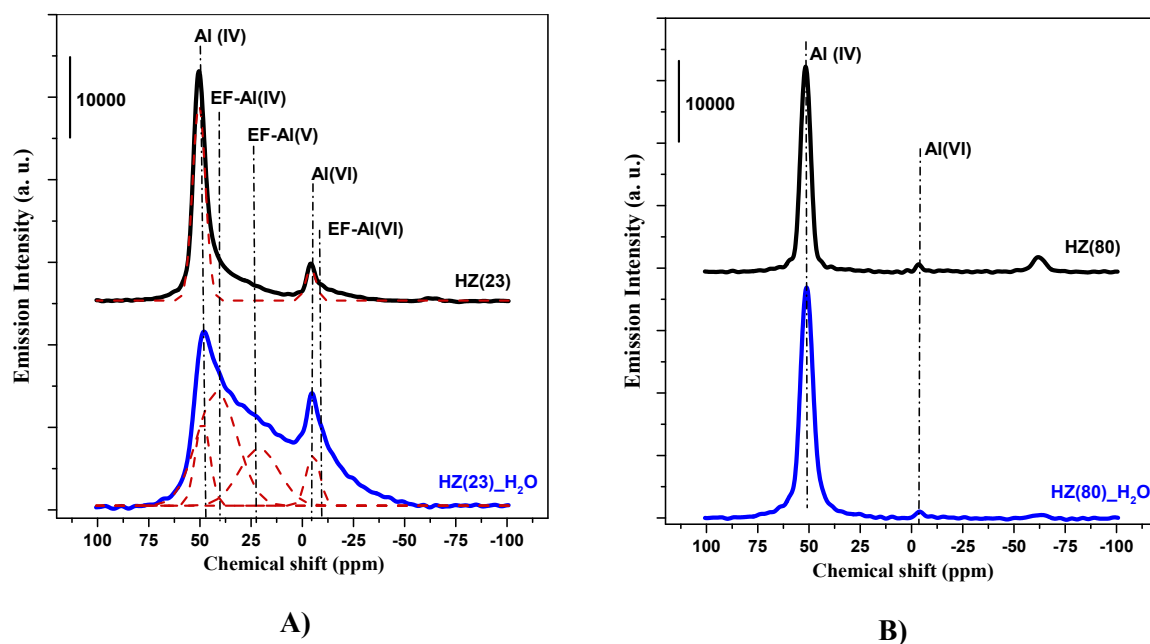 Al (IV)
EF-Al(IV)
EF-Al(V)
Al(VI)
EF-Al(VI)
10000
HZ(23)
HZ(23)_H₂O
Emission Intensity (a. u.)
100 75 50 25 0 -25 -50 -75 -100
Chemical shift (ppm)
A)
Al (IV)
10000
Al(VI)
HZ(80)
HZ(80)_H₂O
Emission Intensity (a. u.)
100 75 50 25 0 -25 -50 -75 -100
Chemical shift (ppm)
B)